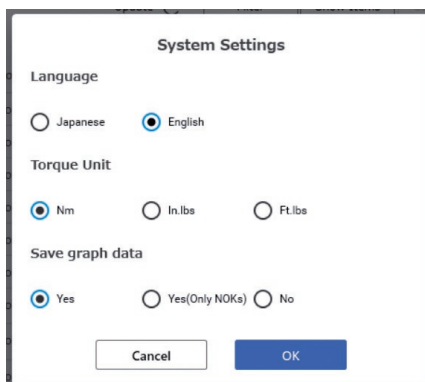 System Settings
Language
Japanese English
Torque Unit
Nm In.lbs Ft.lbs
Save graph data
Yes Yes(Only NOKs) No
Cancel OK